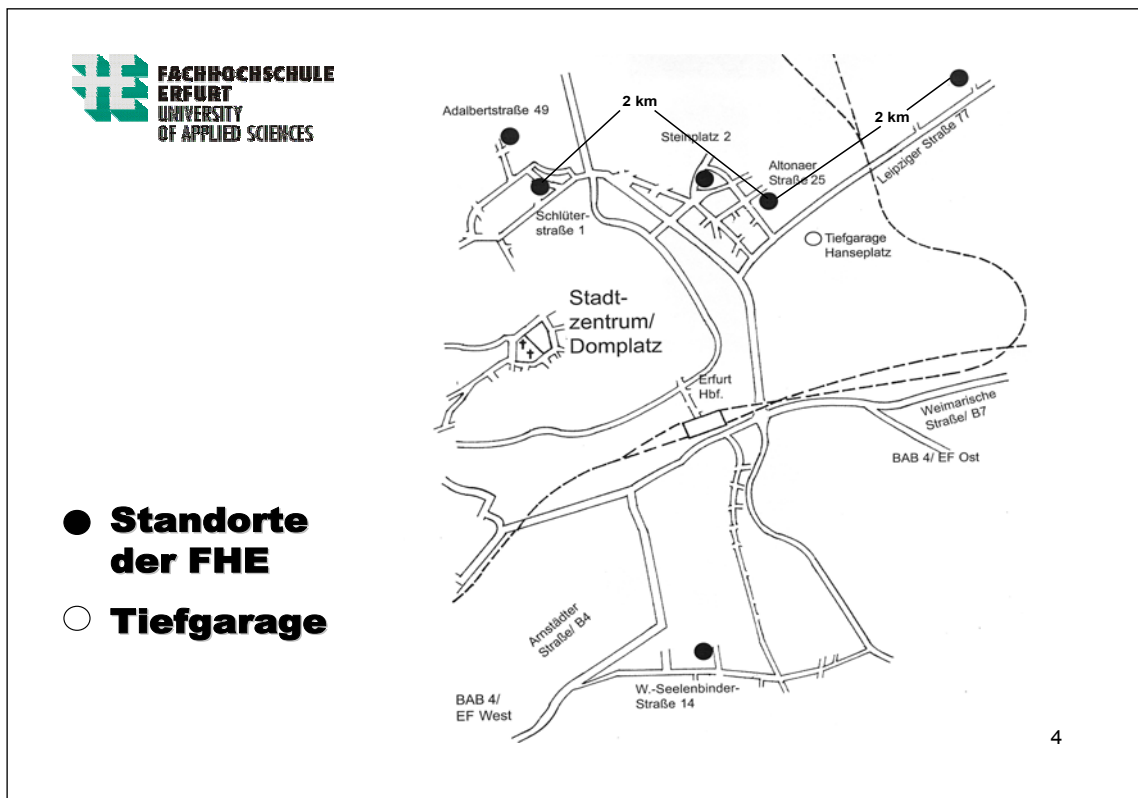 FACHHOCHSCHULE
ERFURT
UNIVERSITY
OF APPLIED SCIENCES
Adalbertstraße 49
2 km
Steinplatz 2
Altonaer
Straße 25
2 km
Leipziger Straße 77
Schlüter-
straße 1
Tiefgarage
Hanseplatz
Stadt-
zentrum/
Domplatz
Erfurt
Hbf.
Weimarische
Straße/ B7
BAB 4/ EF Ost
Standorte
der FHE
Tiefgarage
Arnstädter
Straße/ B4
BAB 4/
EF West
W.-Seelenbinder-
Straße 14
4